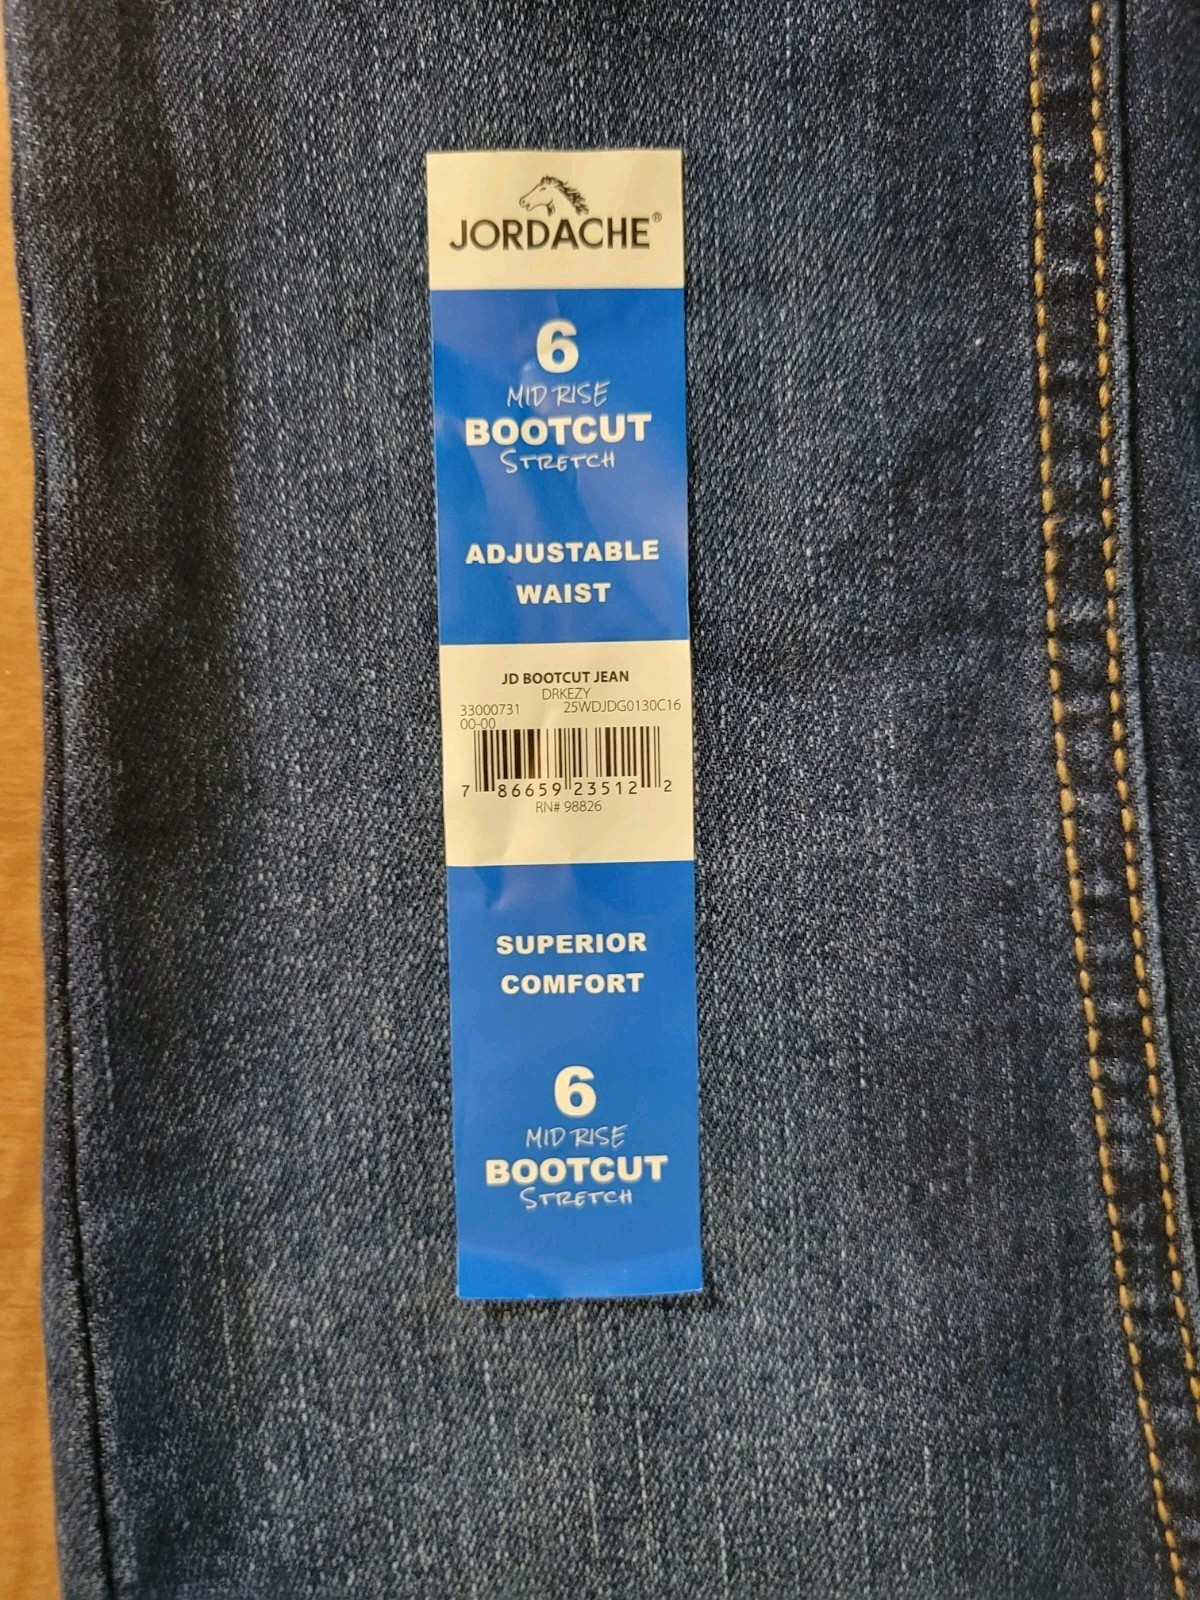 JORDACHE®
6
MID RISE
BOOTCUT
STRETCH
ADJUSTABLE
WAIST
JD BOOTCUT JEAN
DRKEZY
33000731 25WDJDG0130C16
00-00
7 86659 23512 2
RN# 98826
SUPERIOR
COMFORT
6
MID RISE
BOOTCUT
STRETCH